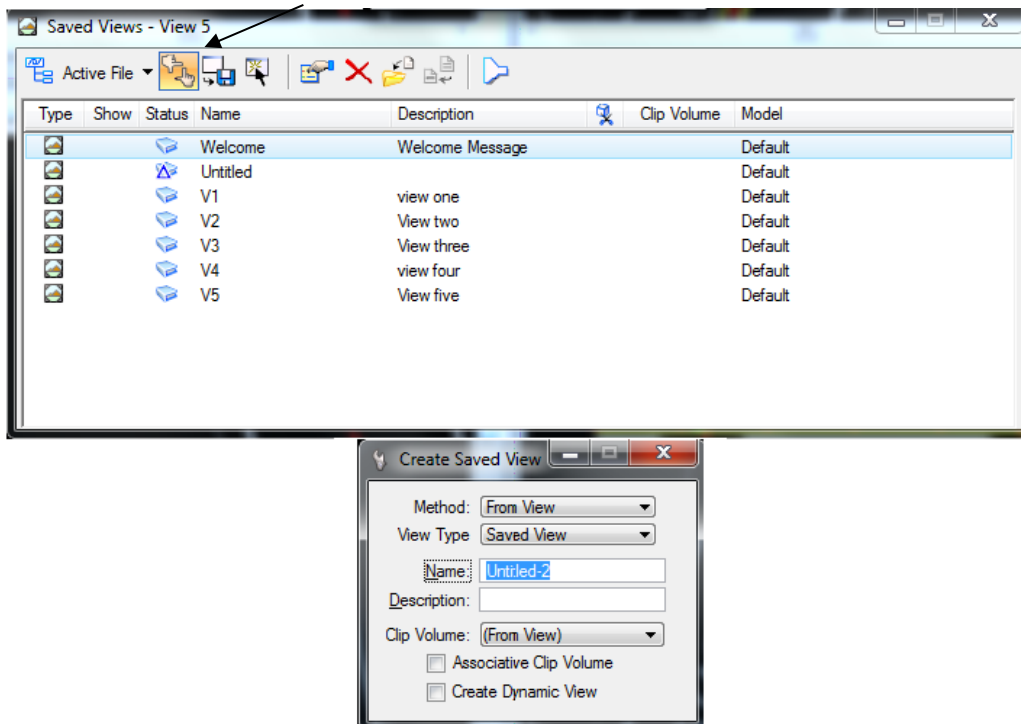 Saved Views - View 5
Active File
Type Show Status Name Description Clip Volume Model
Welcome Welcome Message Default
Untitled Default
V1 view one Default
V2 View two Default
V3 View three Default
V4 view four Default
V5 View five Default
Create Saved View
Method: From View
View Type Saved View
Name: Untitled-2
Description:
Clip Volume: (From View)
Associative Clip Volume
Create Dynamic View